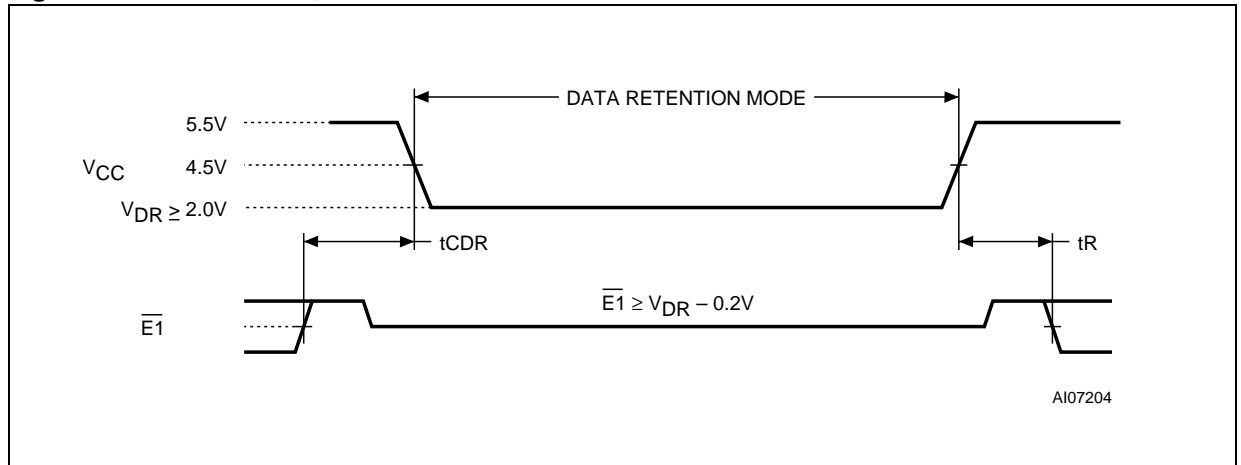 DATA RETENTION MODE
5.5V
VCC 4.5V
VDR ≥ 2.0V
tCDR
tR
E1 ≥ VDR – 0.2V
E1
AI07204